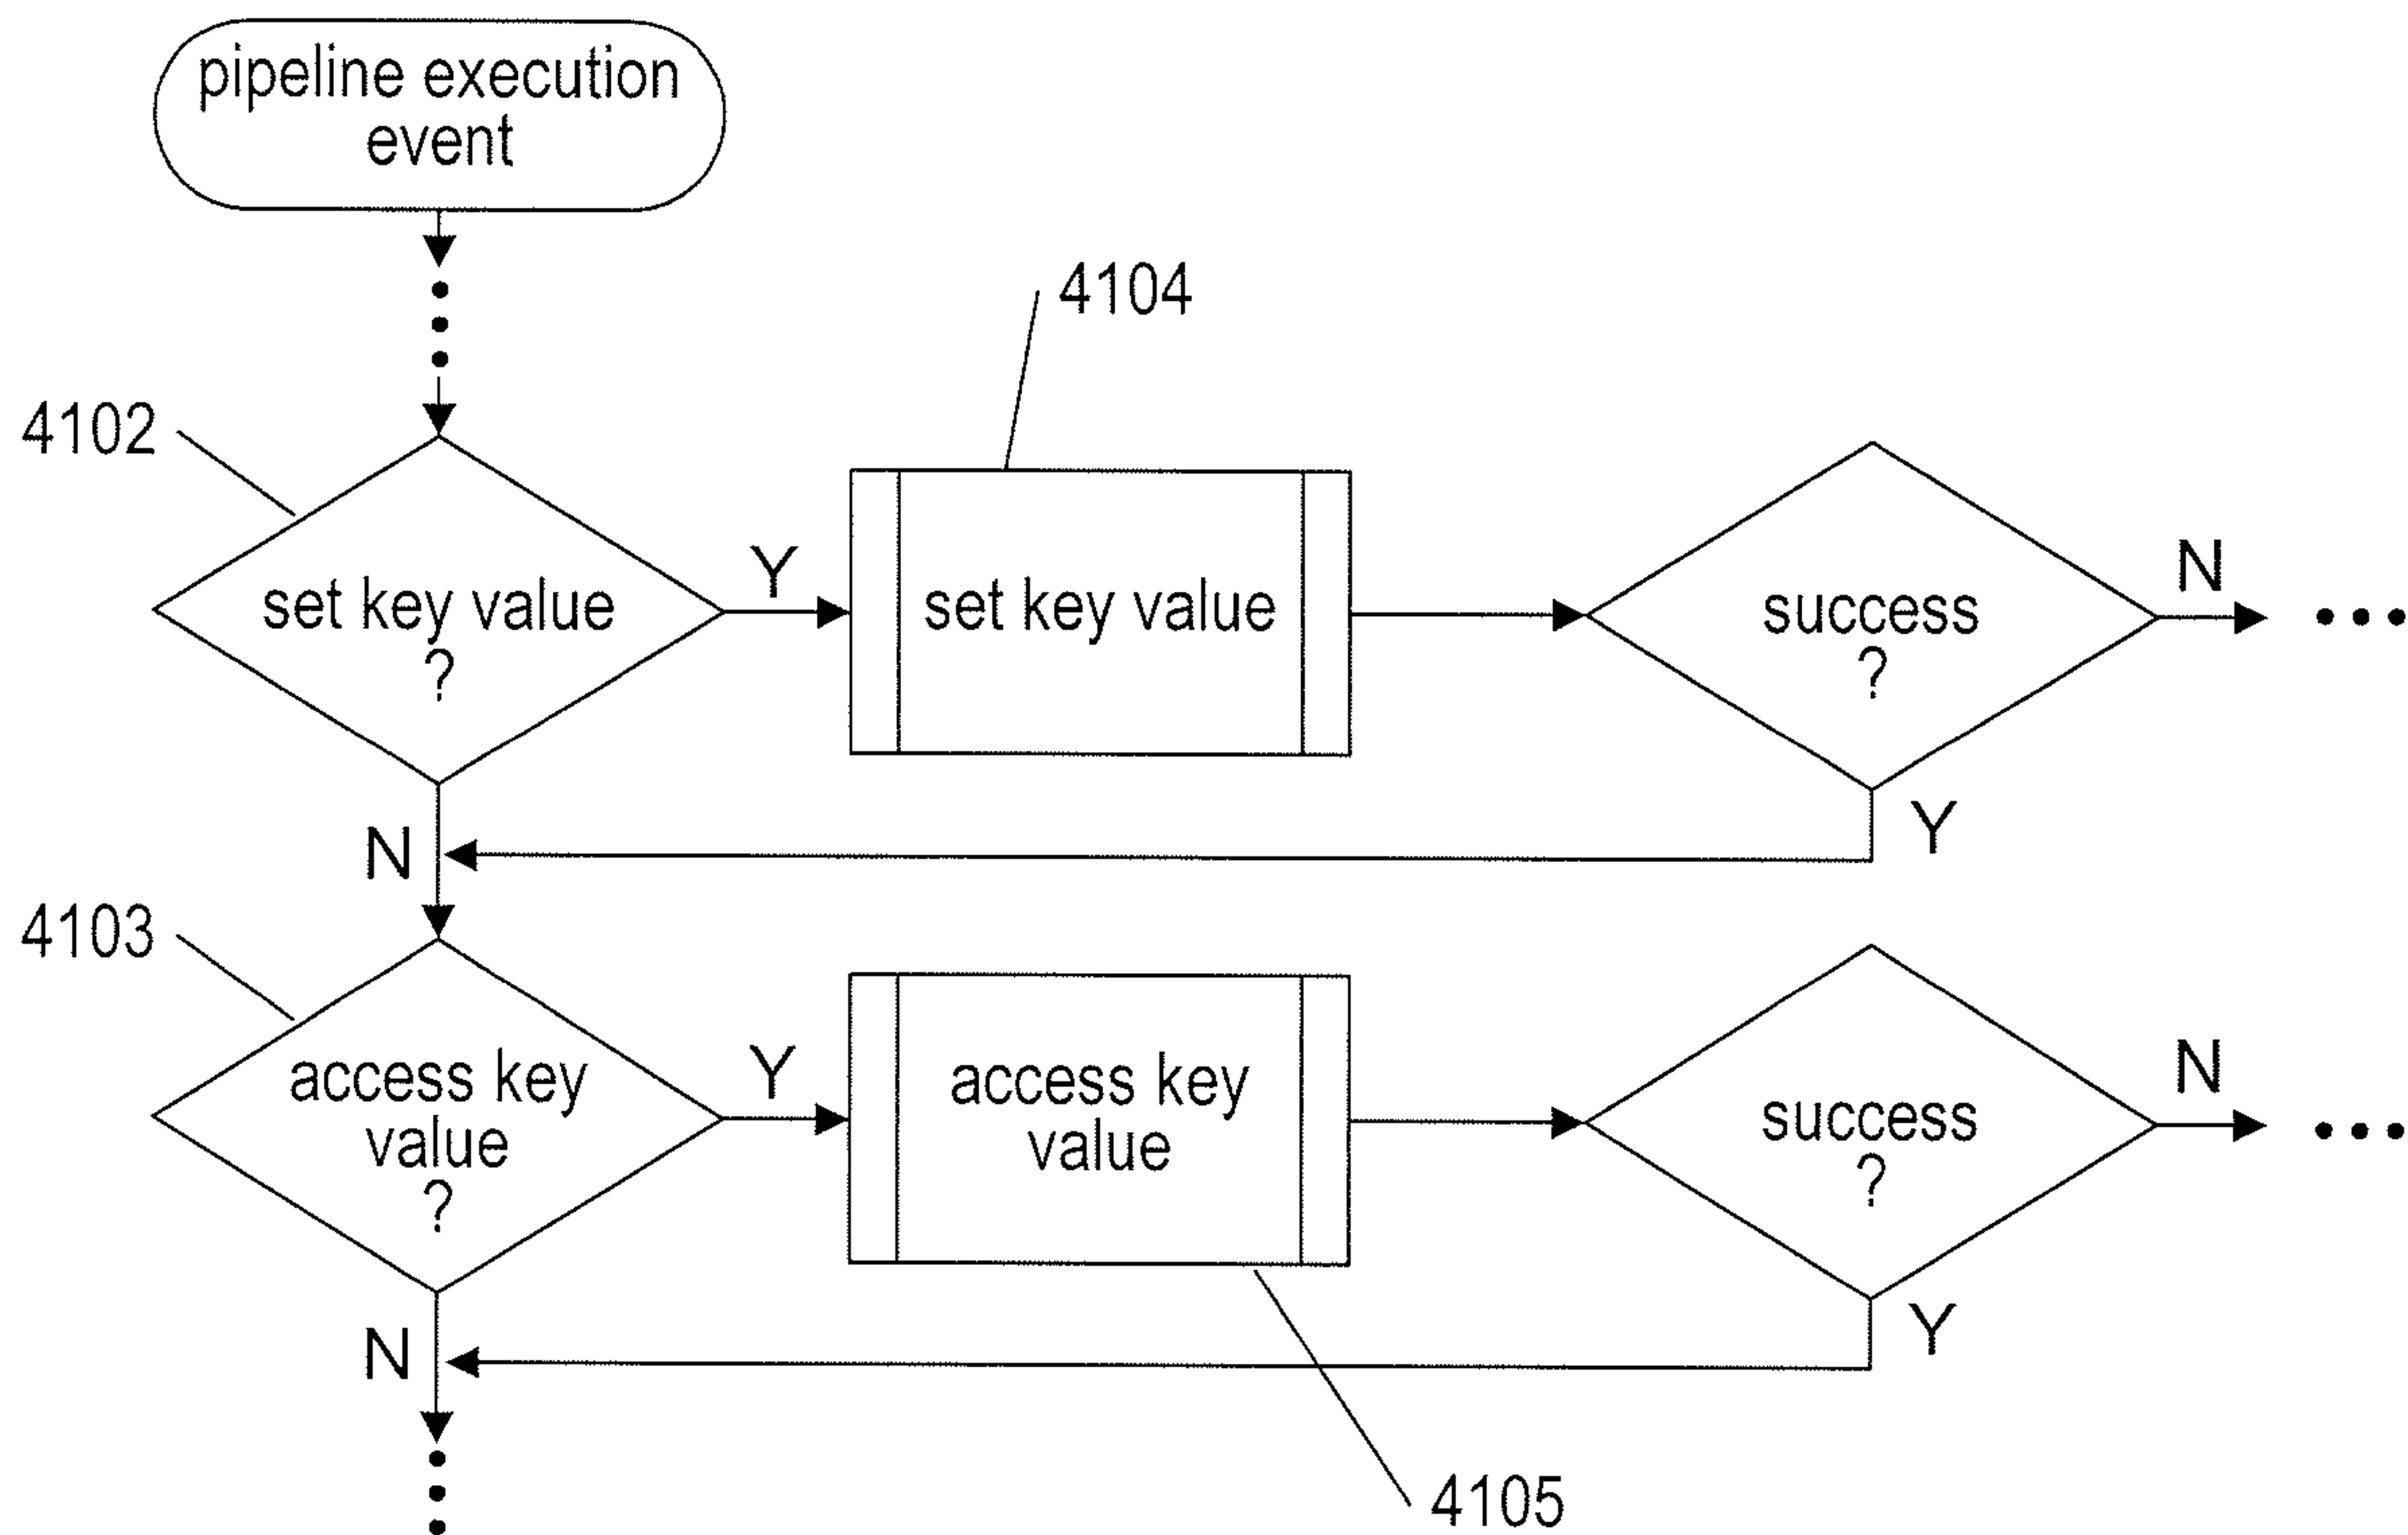 pipeline execution
event
4104
4102
set key value
?
Y
set key value
success
?
N
N
Y
4103
access key
value
?
Y
access key
value
success
?
N
N
Y
4105